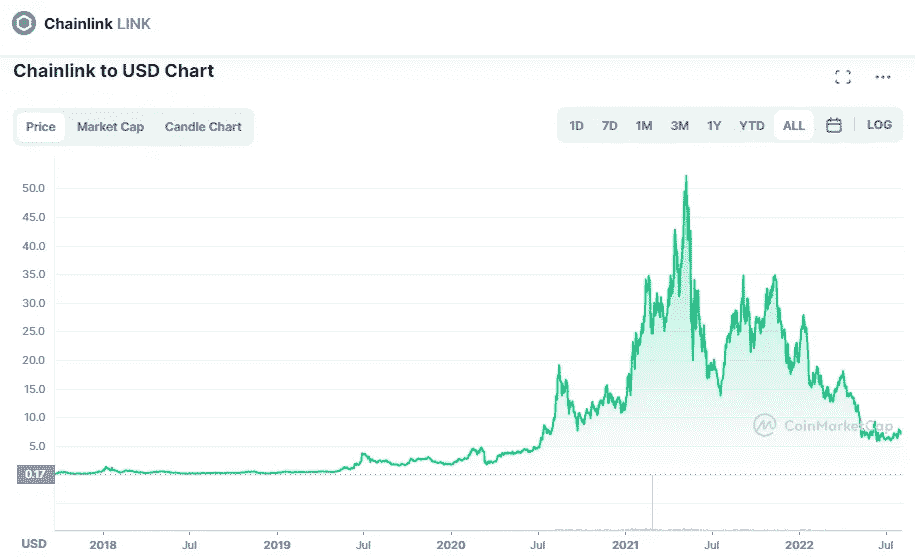 Chainlink LINK
Chainlink to USD Chart
Price Market Cap Candle Chart 1D 7D 1M 3M 1Y YTD ALL LOG
50.0
45.0
40.0
35.0
30.0
25.0
20.0
15.0
10.0
CoinMarketCap
5.0
0.17
USD 2018 Jul 2019 Jul 2020 Jul 2021 Jul 2022 Jul